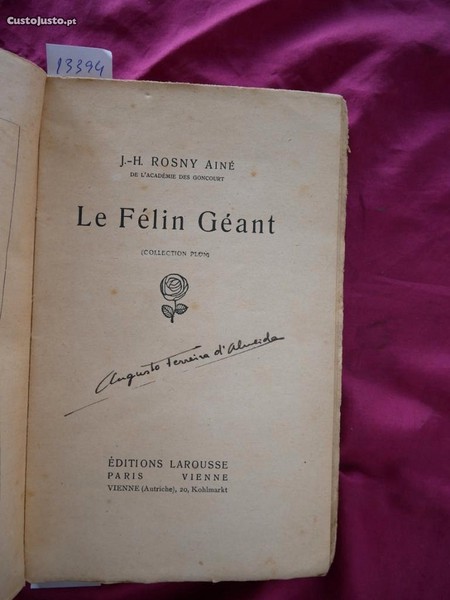 CustoJusto.pt
13394
J.-H. ROSNY AINÉ
DE L'ACADÉMIE DES GONCOURT
Le Félin Géant
(COLLECTION PLON)
Augusto Ferreira d'Almeida
ÉDITIONS LAROUSSE
PARIS VIENNE
VIENNE (Autriche), 20, Kohlmarkt